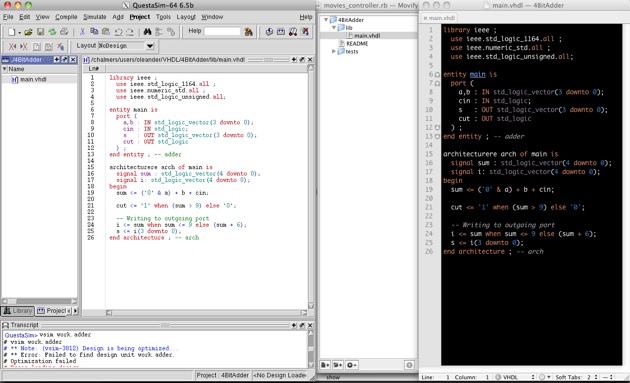 QuestaSim-64 6.5b
File Edit View Compile Simulate Add Project Tools Layout Window
Help
Layout NoDesign
./4BitAdder
/chalmers/users/oleander/VHDL/4BitAdder/lib/main.vhdl
Name
main.vhdl
Ln#
1 library ieee ;
2 use ieee.std_logic_1164.all ;
3 use ieee.numeric_std.all ;
4 use ieee.std_logic_unsigned.all;
5
6 entity main is
7 port (
8 a,b : IN std_logic_vector(3 downto 0);
9 cin : IN std_logic;
10 s : OUT std_logic_vector(3 downto 0);
11 cut : OUT std_logic
12 ) ;
13 end entity ; -- adder
14
15 architecturere arch of main is
16 signal sum : std_logic_vector(4 downto 0);
17 signal i: std_logic_vector(4 downto 0);
18 begin
19 sum <= ('0' & a) + b + cin;
20
21 cut <= '1' when (sum > 9) else '0';
22
23 -- Writing to outgoing port
24 i <= sum when sum <= 9 else (sum + 6);
25 s <= i(3 downto 0);
26 end architecture ; -- arch
Library Project
Transcript
QuestaSim> vsim work.adder
# vsim work.adder
# ** Note: (vsim-3812) Design is being optimized...
# ** Error: Failed to find design unit work.adder.
# Optimization failed
# Error loading design
Project : 4BitAdder
<No Design Loade
movies_controller.rb — Movify
4BitAdder
lib
main.vhdl
README
tests
show
main.vhdl
main.vhdl
1 library ieee ;
2 use ieee.std_logic_1164.all ;
3 use ieee.numeric_std.all ;
4 use ieee.std_logic_unsigned.all;
5
6 entity main is
7 port (
8 a,b : IN std_logic_vector(3 downto 0);
9 cin : IN std_logic;
10 s : OUT std_logic_vector(3 downto 0);
11 cut : OUT std_logic
12 ) ;
13 end entity ; -- adder
14
15 architecturere arch of main is
16 signal sum : std_logic_vector(4 downto 0);
17 signal i: std_logic_vector(4 downto 0);
18 begin
19 sum <= ('0' & a) + b + cin;
20
21 cut <= '1' when (sum > 9) else '0';
22
23 -- Writing to outgoing port
24 i <= sum when sum <= 9 else (sum + 6);
25 s <= i(3 downto 0);
26 end architecture ; -- arch
Line: 1 Column: 1 VHDL Soft Tabs: 2 —